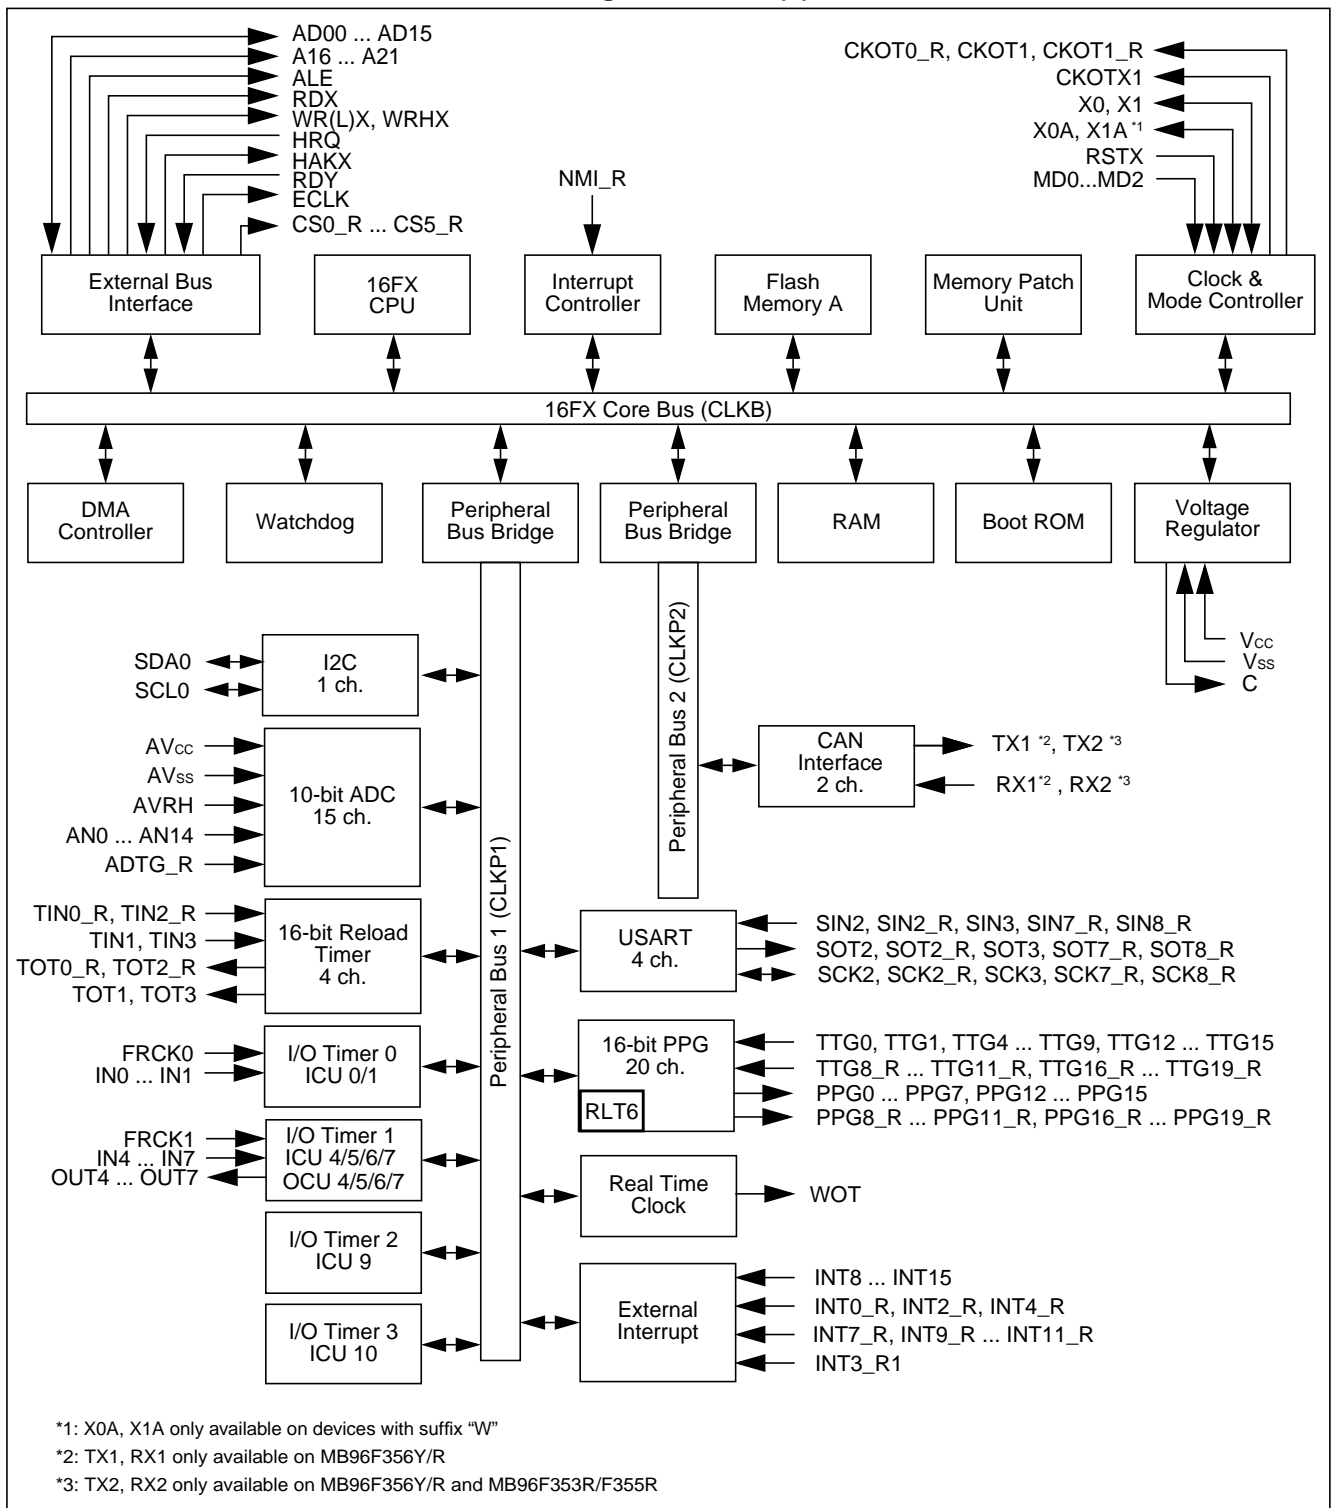 AD00 ... AD15
A16 ... A21
ALE
RDX
WR(L)X, WRHX
HRQ
HAKX
RDY
ECLK
CS0_R ... CS5_R
NMI_R
CKOT0_R, CKOT1, CKOT1_R
CKOTX1
X0, X1
X0A, X1A *1
RSTX
MD0...MD2
External Bus
Interface
16FX
CPU
Interrupt
Controller
Flash
Memory A
Memory Patch
Unit
Clock &
Mode Controller
16FX Core Bus (CLKB)
DMA
Controller
Watchdog
Peripheral
Bus Bridge
Peripheral
Bus Bridge
RAM
Boot ROM
Voltage
Regulator
Vcc
Vss
C
Peripheral Bus 1 (CLKP1)
Peripheral Bus 2 (CLKP2)
SDA0
SCL0
I2C
1 ch.
AVcc
AVss
AVRH
AN0 ... AN14
ADTG_R
10-bit ADC
15 ch.
TIN0_R, TIN2_R
TIN1, TIN3
TOT0_R, TOT2_R
TOT1, TOT3
16-bit Reload
Timer
4 ch.
FRCK0
IN0 ... IN1
I/O Timer 0
ICU 0/1
FRCK1
IN4 ... IN7
OUT4 ... OUT7
I/O Timer 1
ICU 4/5/6/7
OCU 4/5/6/7
I/O Timer 2
ICU 9
I/O Timer 3
ICU 10
CAN
Interface
2 ch.
TX1 *2, TX2 *3
RX1*2 , RX2 *3
USART
4 ch.
SIN2, SIN2_R, SIN3, SIN7_R, SIN8_R
SOT2, SOT2_R, SOT3, SOT7_R, SOT8_R
SCK2, SCK2_R, SCK3, SCK7_R, SCK8_R
16-bit PPG
20 ch.
RLT6
TTG0, TTG1, TTG4 ... TTG9, TTG12 ... TTG15
TTG8_R ... TTG11_R, TTG16_R ... TTG19_R
PPG0 ... PPG7, PPG12 ... PPG15
PPG8_R ... PPG11_R, PPG16_R ... PPG19_R
Real Time
Clock
WOT
External
Interrupt
INT8 ... INT15
INT0_R, INT2_R, INT4_R
INT7_R, INT9_R ... INT11_R
INT3_R1
*1: X0A, X1A only available on devices with suffix “W”
*2: TX1, RX1 only available on MB96F356Y/R
*3: TX2, RX2 only available on MB96F356Y/R and MB96F353R/F355R